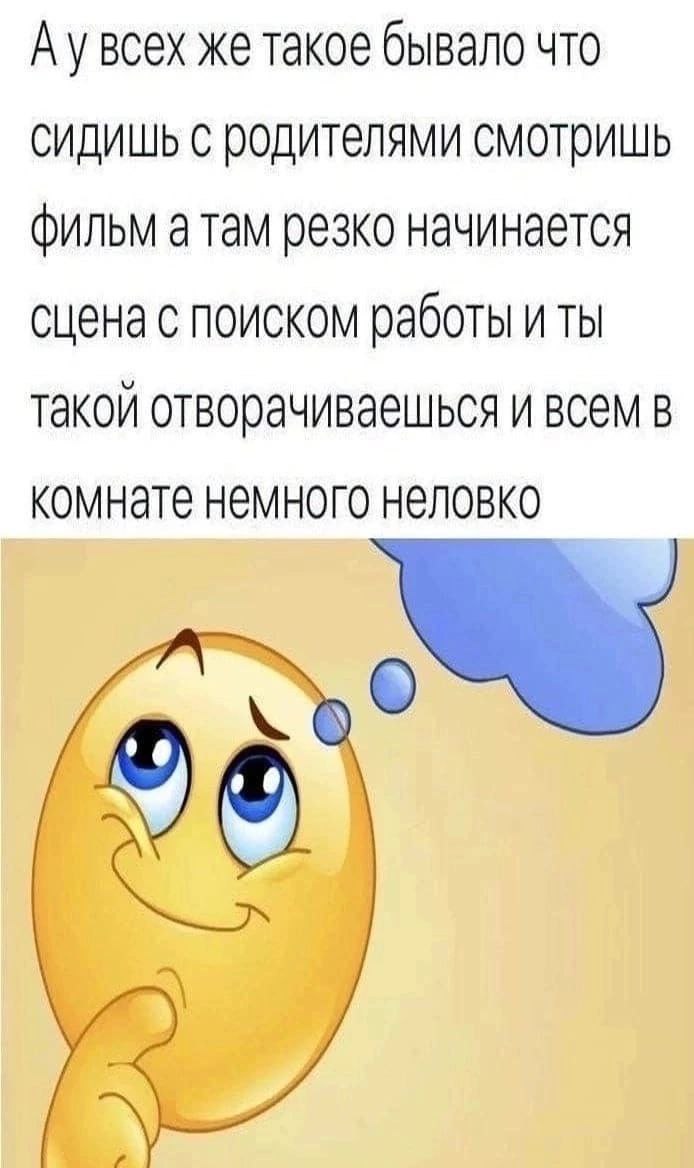 А у всех же такое бывало что
сидишь с родителями смотришь
фильм а там резко начинается
сцена с поиском работы и ты
такой отворачиваешься и всем в
комнате немного неловко